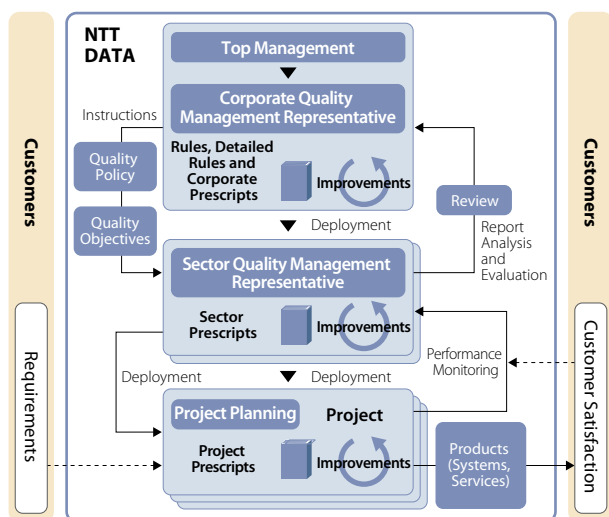 NTT
DATA
Top Management
Corporate Quality
Management Representative
Instructions
Customers
Quality
Policy
Quality
Objectives
Rules, Detailed
Rules and
Corporate
Prescripts
Improvements
Review
Customers
Deployment
Report
Analysis
and
Evaluation
Sector Quality Management
Representative
Sector
Prescripts
Improvements
Requirements
Deployment
Deployment
Performance
Monitoring
Customer Satisfaction
Project Planning
Project
Project
Prescripts
Improvements
Products
(Systems,
Services)